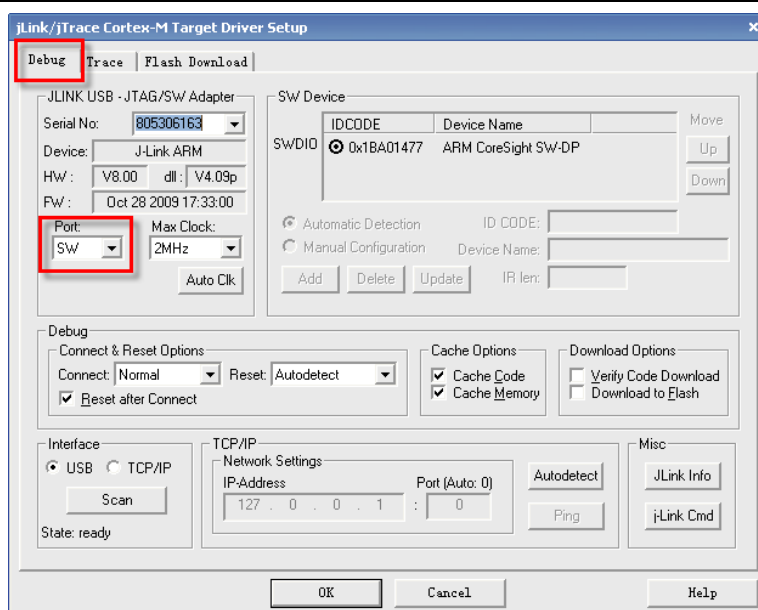 jLink/jTrace Cortex-M Target Driver Setup
Debug Trace Flash Download
JLINK USB - JTAG/SW Adapter
Serial No: 805306163
Device: J-Link ARM
HW : V8.00 dll : V4.09p
FW : Oct 28 2009 17:33:00
Port: Max Clock:
SW 2MHz
Auto Clk
SW Device
IDCODE Device Name Move
SWDIO 0x1BA01477 ARM CoreSight SW-DP Up
Down
Automatic Detection ID CODE:
Manual Configuration Device Name:
Add Delete Update IR len:
Debug
Connect & Reset Options
Connect: Normal Reset: Autodetect
Reset after Connect
Cache Options
Cache Code
Cache Memory
Download Options
Verify Code Download
Download to Flash
Interface
USB TCP/IP
Scan
State: ready
TCP/IP
Network Settings
IP-Address Port (Auto: 0)
127 . 0 . 0 . 1 : 0
Autodetect
Ping
Misc
JLink Info
j-Link Cmd
OK Cancel Help